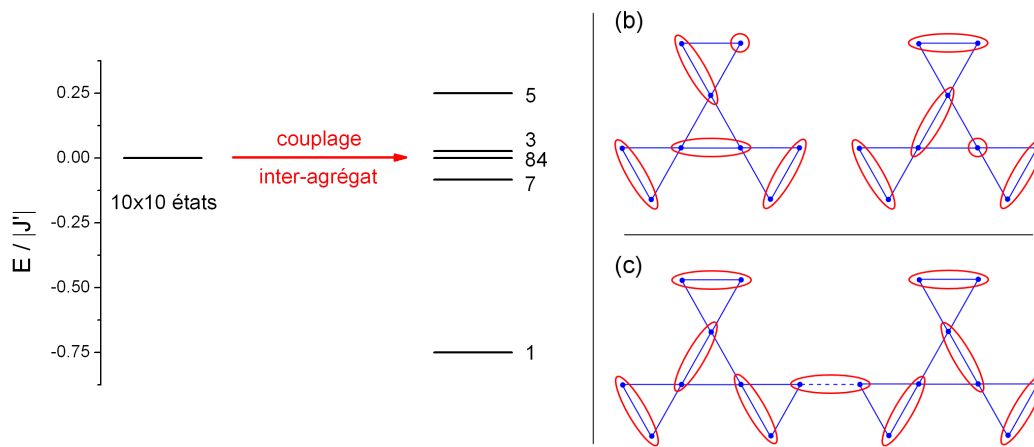 E / |J"|
0.25
0.00
-0.25
-0.50
-0.75
10x10 états
couplage
inter-agrégat
5
3
84
7
1
(b)
(c)